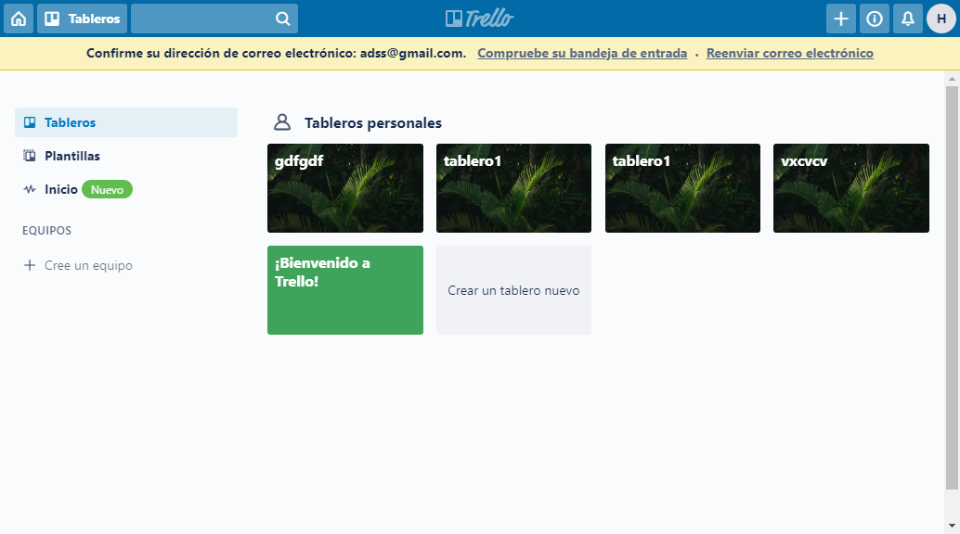 Tableros
Trello
H
Confirme su dirección de correo electrónico: adss@gmail.com. Compruebe su bandeja de entrada · Reenviar correo electrónico
Tableros
Plantillas
Inicio Nuevo
EQUIPOS
Cree un equipo
Tableros personales
gdfgdf
tablero1
tablero1
vxcvcv
¡Bienvenido a
Trello!
Crear un tablero nuevo